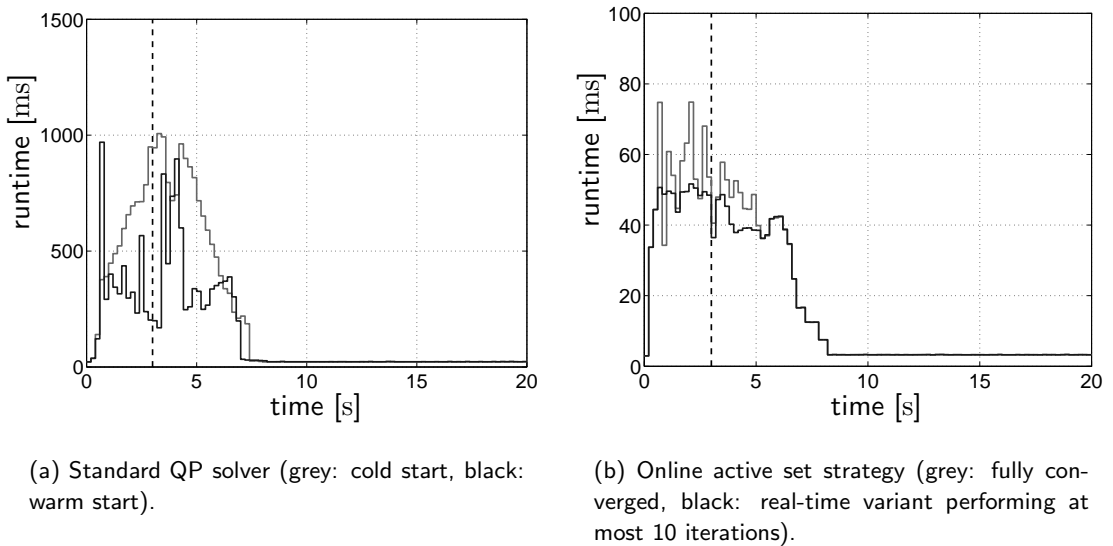 1500
1000
500
0
0
5
10
15
20
runtime [ms]
time [s]
(a) Standard QP solver (grey: cold start, black:
warm start).
100
80
60
40
20
0
0
5
10
15
20
runtime [ms]
time [s]
(b) Online active set strategy (grey: fully con-
verged, black: real-time variant performing at
most 10 iterations).